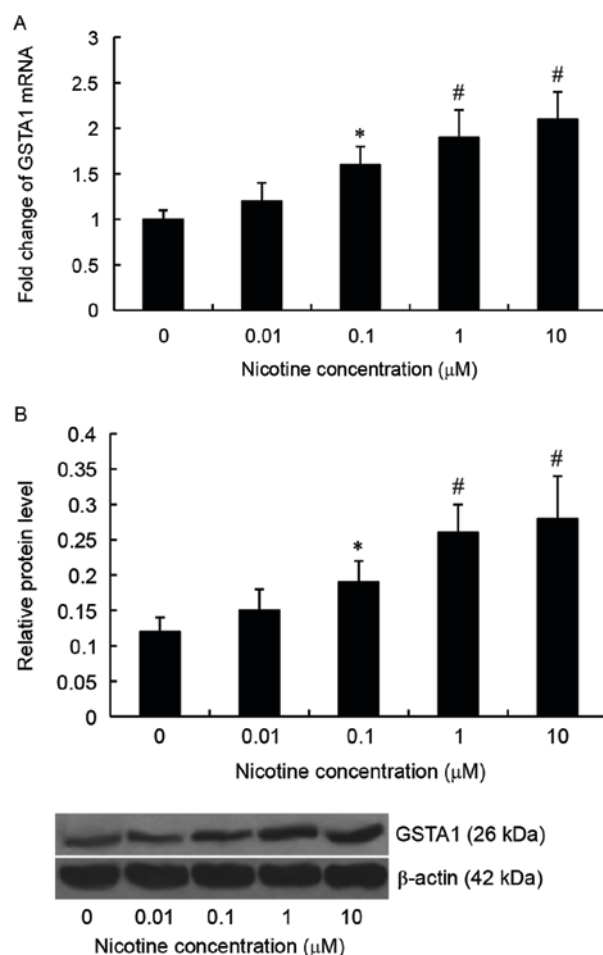 A
Fold change of GSTA1 mRNA
3
2.5
2
1.5
1
0.5
0
*
#
#
0 0.01 0.1 1 10
Nicotine concentration (μM)
B
Relative protein level
0.4
0.35
0.3
0.25
0.2
0.15
0.1
0.05
0
*
#
#
0 0.01 0.1 1 10
Nicotine concentration (μM)
GSTA1 (26 kDa)
β-actin (42 kDa)
0 0.01 0.1 1 10
Nicotine concentration (μM)